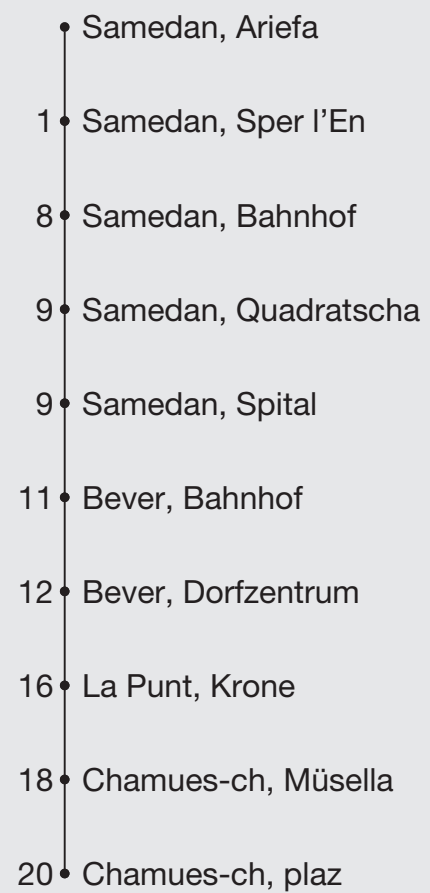 Samedan, Ariefa
1 Samedan, Sper l’En
8 Samedan, Bahnhof
9 Samedan, Quadratscha
9 Samedan, Spital
11 Bever, Bahnhof
12 Bever, Dorfzentrum
16 La Punt, Krone
18 Chamues-ch, Müsella
20 Chamues-ch, plaz